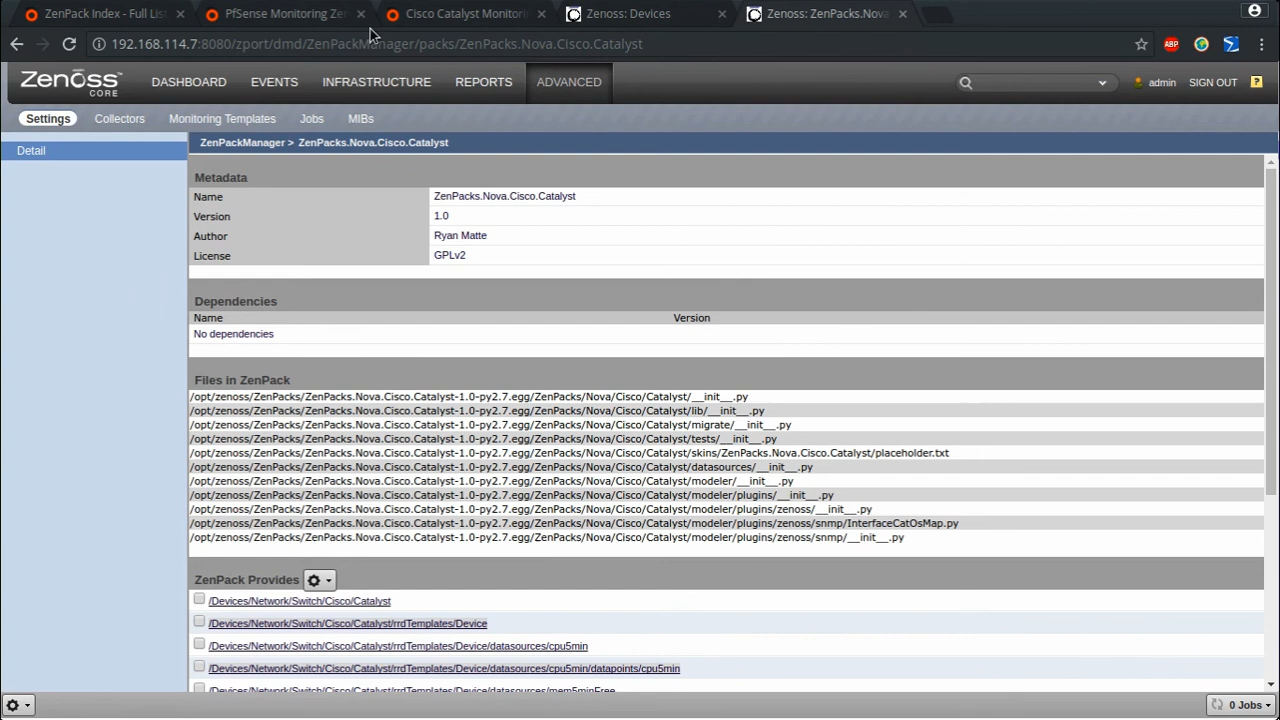 ZenPack Index - Full List
PfSense Monitoring Zen
Cisco Catalyst Monitorin
Zenoss: Devices
Zenoss: ZenPacks.Nova
192.168.114.7:8080/zport/dmd/ZenPackManager/packs/ZenPacks.Nova.Cisco.Catalyst
ABP
Zenoss CORE
DASHBOARD EVENTS INFRASTRUCTURE REPORTS ADVANCED
admin SIGN OUT ?
Settings Collectors Monitoring Templates Jobs MIBs
Detail
ZenPackManager > ZenPacks.Nova.Cisco.Catalyst
Metadata
Name ZenPacks.Nova.Cisco.Catalyst
Version 1.0
Author Ryan Matte
License GPLv2
Dependencies
Name Version
No dependencies
Files in ZenPack
/opt/zenoss/ZenPacks/ZenPacks.Nova.Cisco.Catalyst-1.0-py2.7.egg/ZenPacks/Nova/Cisco/Catalyst/__init__.py
/opt/zenoss/ZenPacks/ZenPacks.Nova.Cisco.Catalyst-1.0-py2.7.egg/ZenPacks/Nova/Cisco/Catalyst/lib/__init__.py
/opt/zenoss/ZenPacks/ZenPacks.Nova.Cisco.Catalyst-1.0-py2.7.egg/ZenPacks/Nova/Cisco/Catalyst/migrate/__init__.py
/opt/zenoss/ZenPacks/ZenPacks.Nova.Cisco.Catalyst-1.0-py2.7.egg/ZenPacks/Nova/Cisco/Catalyst/tests/__init__.py
/opt/zenoss/ZenPacks/ZenPacks.Nova.Cisco.Catalyst-1.0-py2.7.egg/ZenPacks/Nova/Cisco/Catalyst/skins/ZenPacks.Nova.Cisco.Catalyst/placeholder.txt
/opt/zenoss/ZenPacks/ZenPacks.Nova.Cisco.Catalyst-1.0-py2.7.egg/ZenPacks/Nova/Cisco/Catalyst/datasources/__init__.py
/opt/zenoss/ZenPacks/ZenPacks.Nova.Cisco.Catalyst-1.0-py2.7.egg/ZenPacks/Nova/Cisco/Catalyst/modeler/__init__.py
/opt/zenoss/ZenPacks/ZenPacks.Nova.Cisco.Catalyst-1.0-py2.7.egg/ZenPacks/Nova/Cisco/Catalyst/modeler/plugins/__init__.py
/opt/zenoss/ZenPacks/ZenPacks.Nova.Cisco.Catalyst-1.0-py2.7.egg/ZenPacks/Nova/Cisco/Catalyst/modeler/plugins/zenoss/__init__.py
/opt/zenoss/ZenPacks/ZenPacks.Nova.Cisco.Catalyst-1.0-py2.7.egg/ZenPacks/Nova/Cisco/Catalyst/modeler/plugins/zenoss/snmp/InterfaceCatOsMap.py
/opt/zenoss/ZenPacks/ZenPacks.Nova.Cisco.Catalyst-1.0-py2.7.egg/ZenPacks/Nova/Cisco/Catalyst/modeler/plugins/zenoss/snmp/__init__.py
ZenPack Provides
/Devices/Network/Switch/Cisco/Catalyst
/Devices/Network/Switch/Cisco/Catalyst/rrdTemplates/Device
/Devices/Network/Switch/Cisco/Catalyst/rrdTemplates/Device/datasources/cpu5min
/Devices/Network/Switch/Cisco/Catalyst/rrdTemplates/Device/datasources/cpu5min/datapoints/cpu5min
/Devices/Network/Switch/Cisco/Catalyst/rrdTemplates/Device/datasources/mem5minFree
0 Jobs